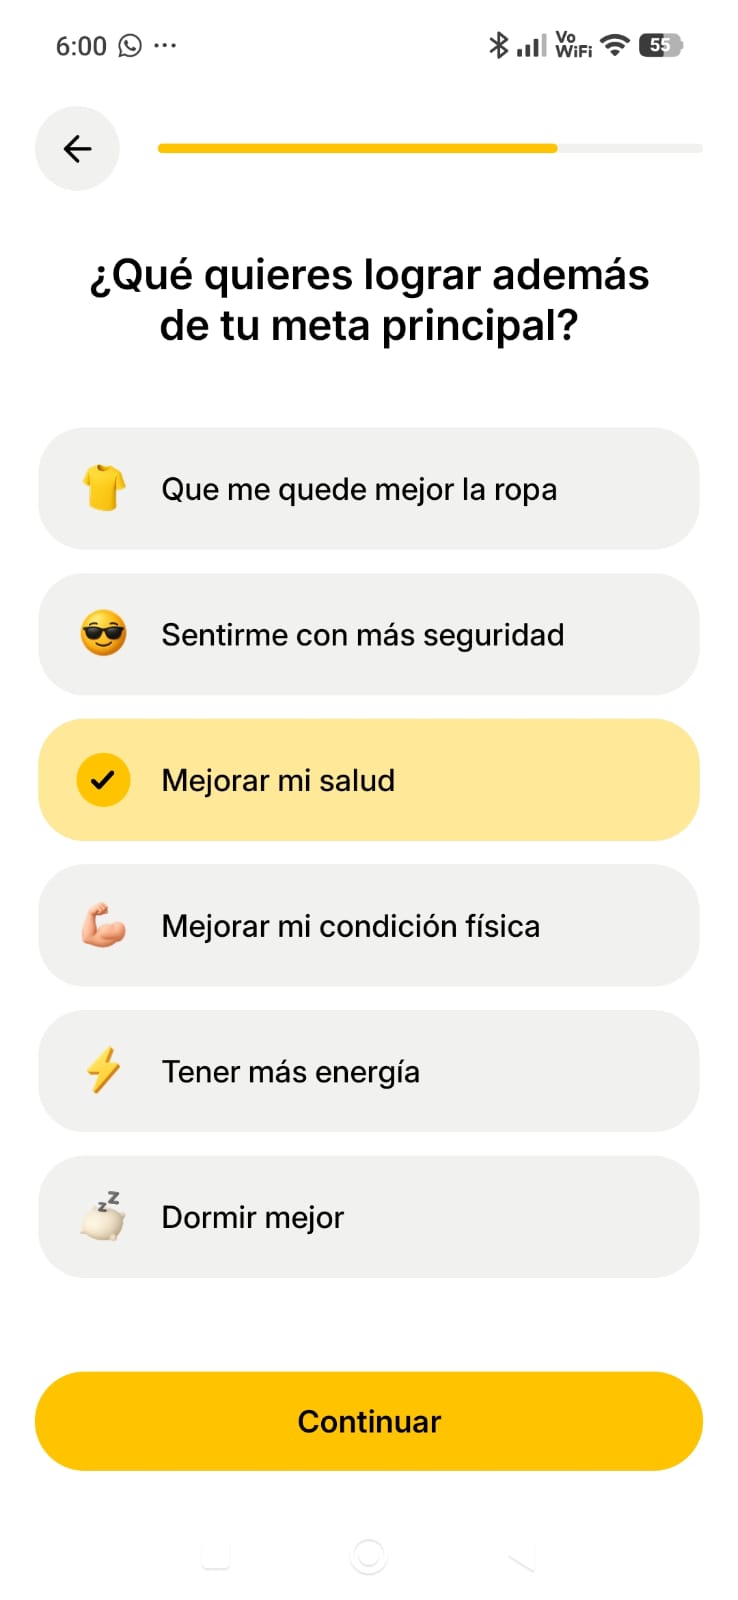 6:00
Vo
WiFi
55
¿Qué quieres lograr además
de tu meta principal?
Que me quede mejor la ropa
Sentirme con más seguridad
Mejorar mi salud
Mejorar mi condición física
Tener más energía
zz
Dormir mejor
Continuar